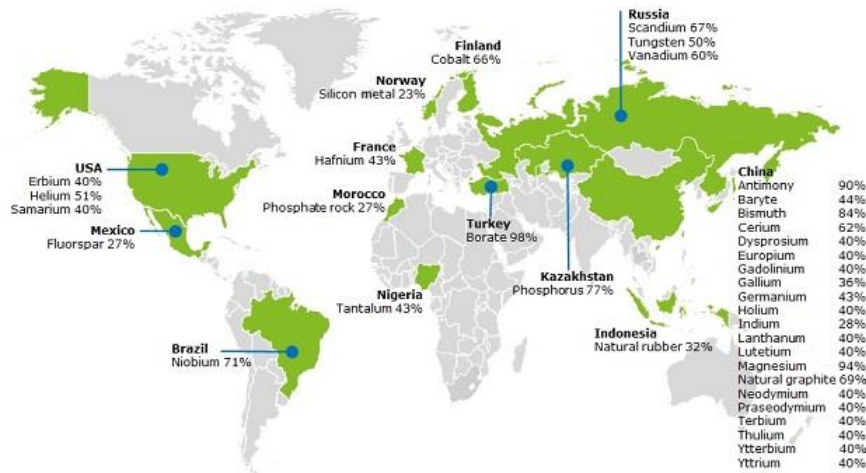 Russia
Scandium 67%
Tungsten 50%
Vanadium 60%
Finland
Cobalt 66%
Norway
Silicon metal 23%
France
Hafnium 43%
USA
Erbium 40%
Helium 51%
Samarium 40%
Morocco
Phosphate rock 27%
Mexico
Fluorspar 27%
Turkey
Borate 98%
Kazakhstan
Phosphorus 77%
Nigeria
Tantalum 43%
Indonesia
Natural rubber 32%
Brazil
Niobium 71%
China
Antimony 90%
Baryte 44%
Bismuth 84%
Cerium 62%
Dysprosium 40%
Europium 40%
Gadolinium 40%
Gallium 36%
Germanium 43%
Holium 40%
Indium 28%
Lanthanum 40%
Lutetium 40%
Magnesium 94%
Natural graphite 69%
Neodymium 40%
Praseodymium 40%
Terbium 40%
Thulium 40%
Ytterbium 40%
Yttrium 40%